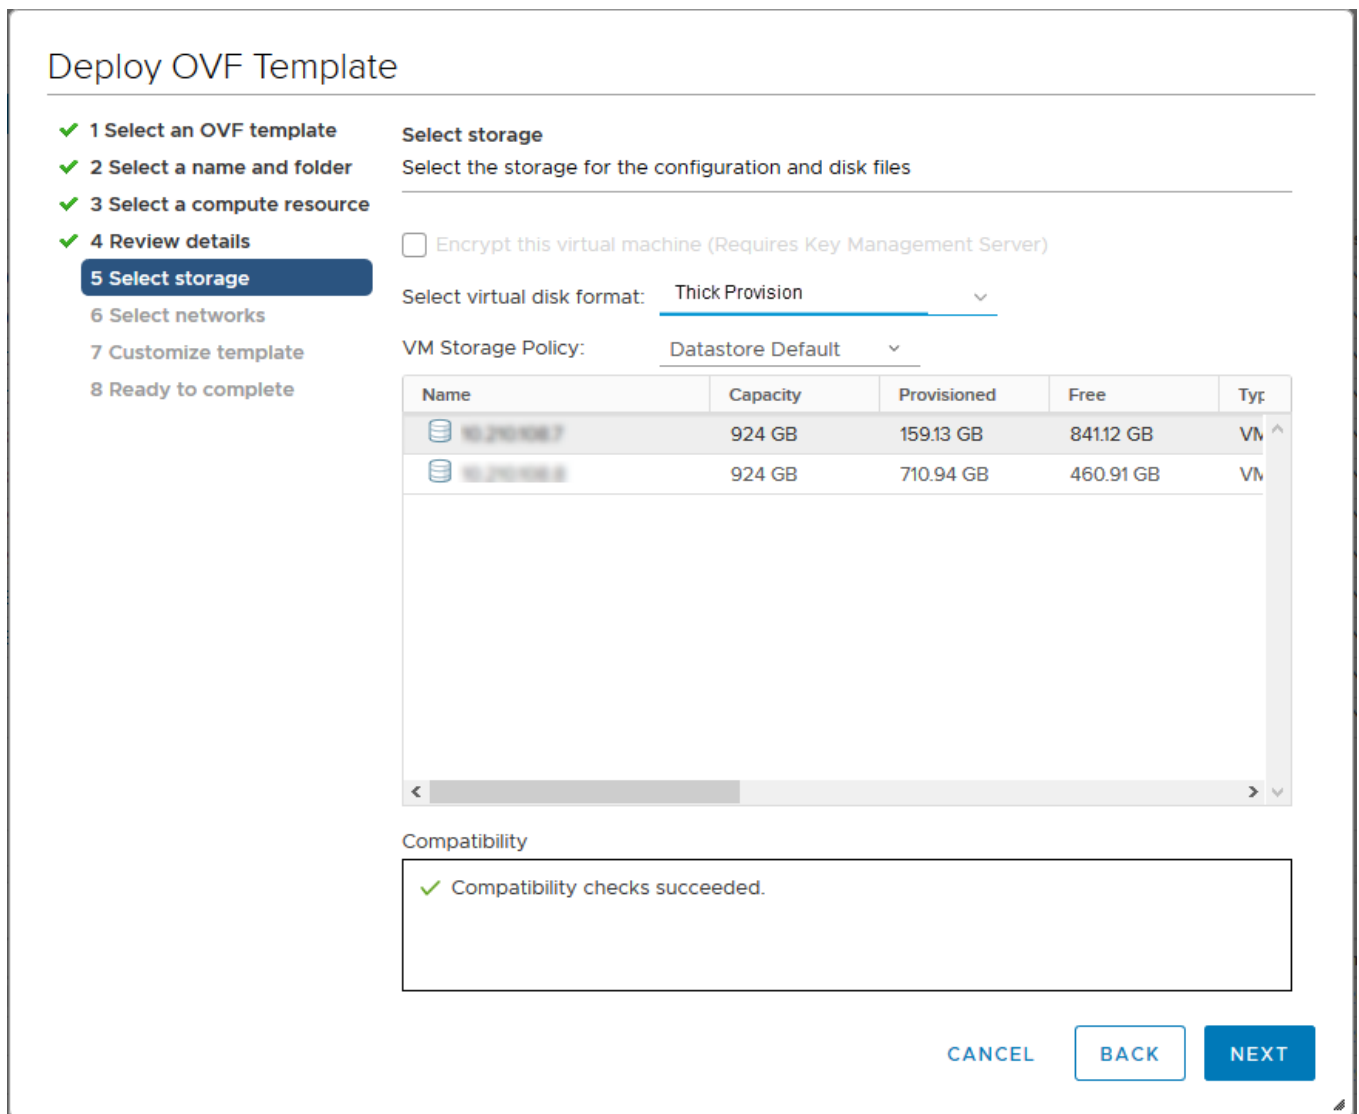 Deploy OVF Template
1 Select an OVF template
2 Select a name and folder
3 Select a compute resource
4 Review details
5 Select storage
6 Select networks
7 Customize template
8 Ready to complete
Select storage
Select the storage for the configuration and disk files
Encrypt this virtual machine (Requires Key Management Server)
Select virtual disk format: Thick Provision
VM Storage Policy: Datastore Default
Name Capacity Provisioned Free Typ
924 GB 159.13 GB 841.12 GB VM
924 GB 710.94 GB 460.91 GB VM
Compatibility
Compatibility checks succeeded.
CANCEL BACK NEXT